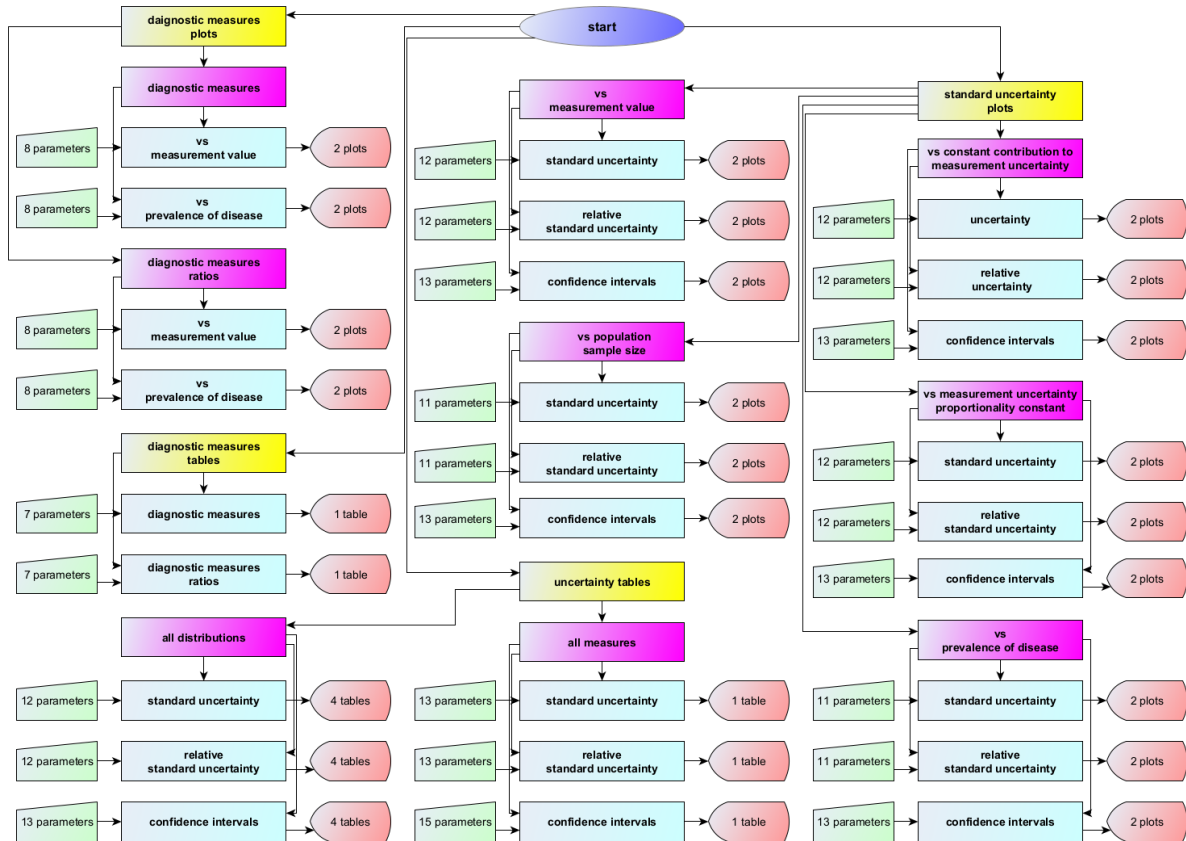 start
daignostic measures
plots
diagnostic measures
8 parameters
vs
measurement value
2 plots
8 parameters
vs
prevalence of disease
2 plots
diagnostic measures
ratios
8 parameters
vs
measurement value
2 plots
8 parameters
vs
prevalence of disease
2 plots
diagnostic measures
tables
7 parameters
diagnostic measures
1 table
7 parameters
diagnostic measures
ratios
1 table
standard uncertainty
plots
vs
measurement value
12 parameters
standard uncertainty
2 plots
12 parameters
relative
standard uncertainty
2 plots
13 parameters
confidence intervals
2 plots
vs population
sample size
11 parameters
standard uncertainty
2 plots
11 parameters
relative
standard uncertainty
2 plots
13 parameters
confidence intervals
2 plots
vs constant contribution to
measurement uncertainty
12 parameters
uncertainty
2 plots
12 parameters
relative
uncertainty
2 plots
13 parameters
confidence intervals
2 plots
vs measurement uncertainty
proportionality constant
12 parameters
standard uncertainty
2 plots
12 parameters
relative
standard uncertainty
2 plots
13 parameters
confidence intervals
2 plots
vs
prevalence of disease
11 parameters
standard uncertainty
2 plots
11 parameters
relative
standard uncertainty
2 plots
13 parameters
confidence intervals
2 plots
uncertainty tables
all distributions
12 parameters
standard uncertainty
4 tables
12 parameters
relative
standard uncertainty
4 tables
13 parameters
confidence intervals
4 tables
all measures
13 parameters
standard uncertainty
1 table
13 parameters
relative
standard uncertainty
1 table
15 parameters
confidence intervals
1 table